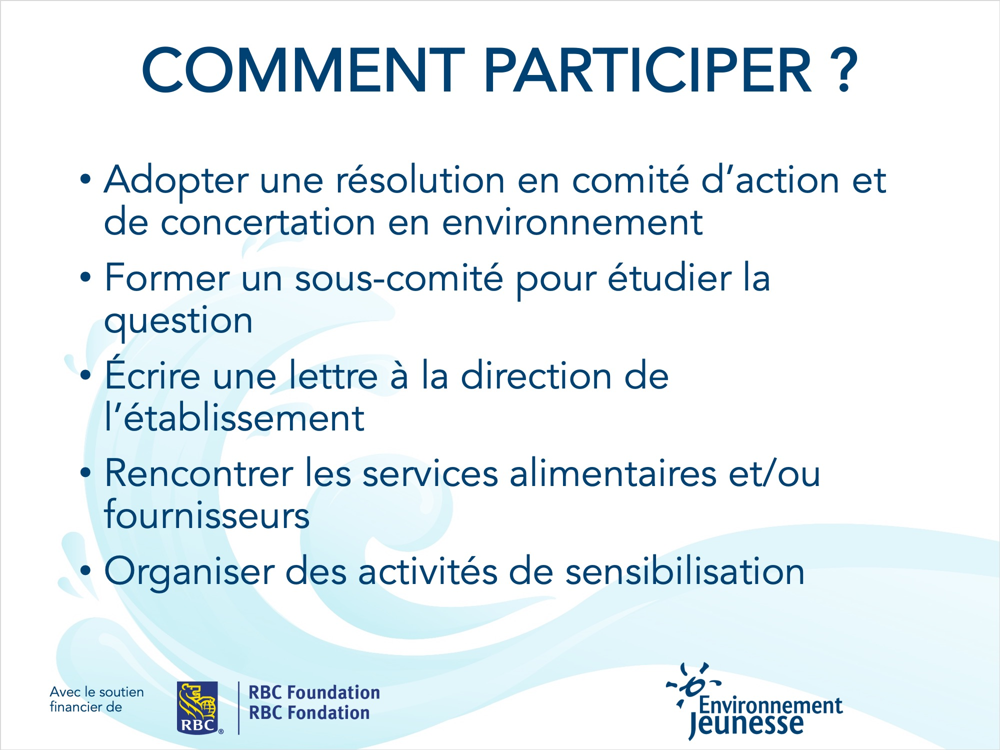 COMMENT PARTICIPER ?
• Adopter une résolution en comité d’action et
de concertation en environnement
• Former un sous-comité pour étudier la
question
• Écrire une lettre à la direction de
l’établissement
• Rencontrer les services alimentaires et/ou
fournisseurs
• Organiser des activités de sensibilisation
Avec le soutien
financier de
RBC®
RBC Foundation
RBC Fondation
Environnement
Jeunesse